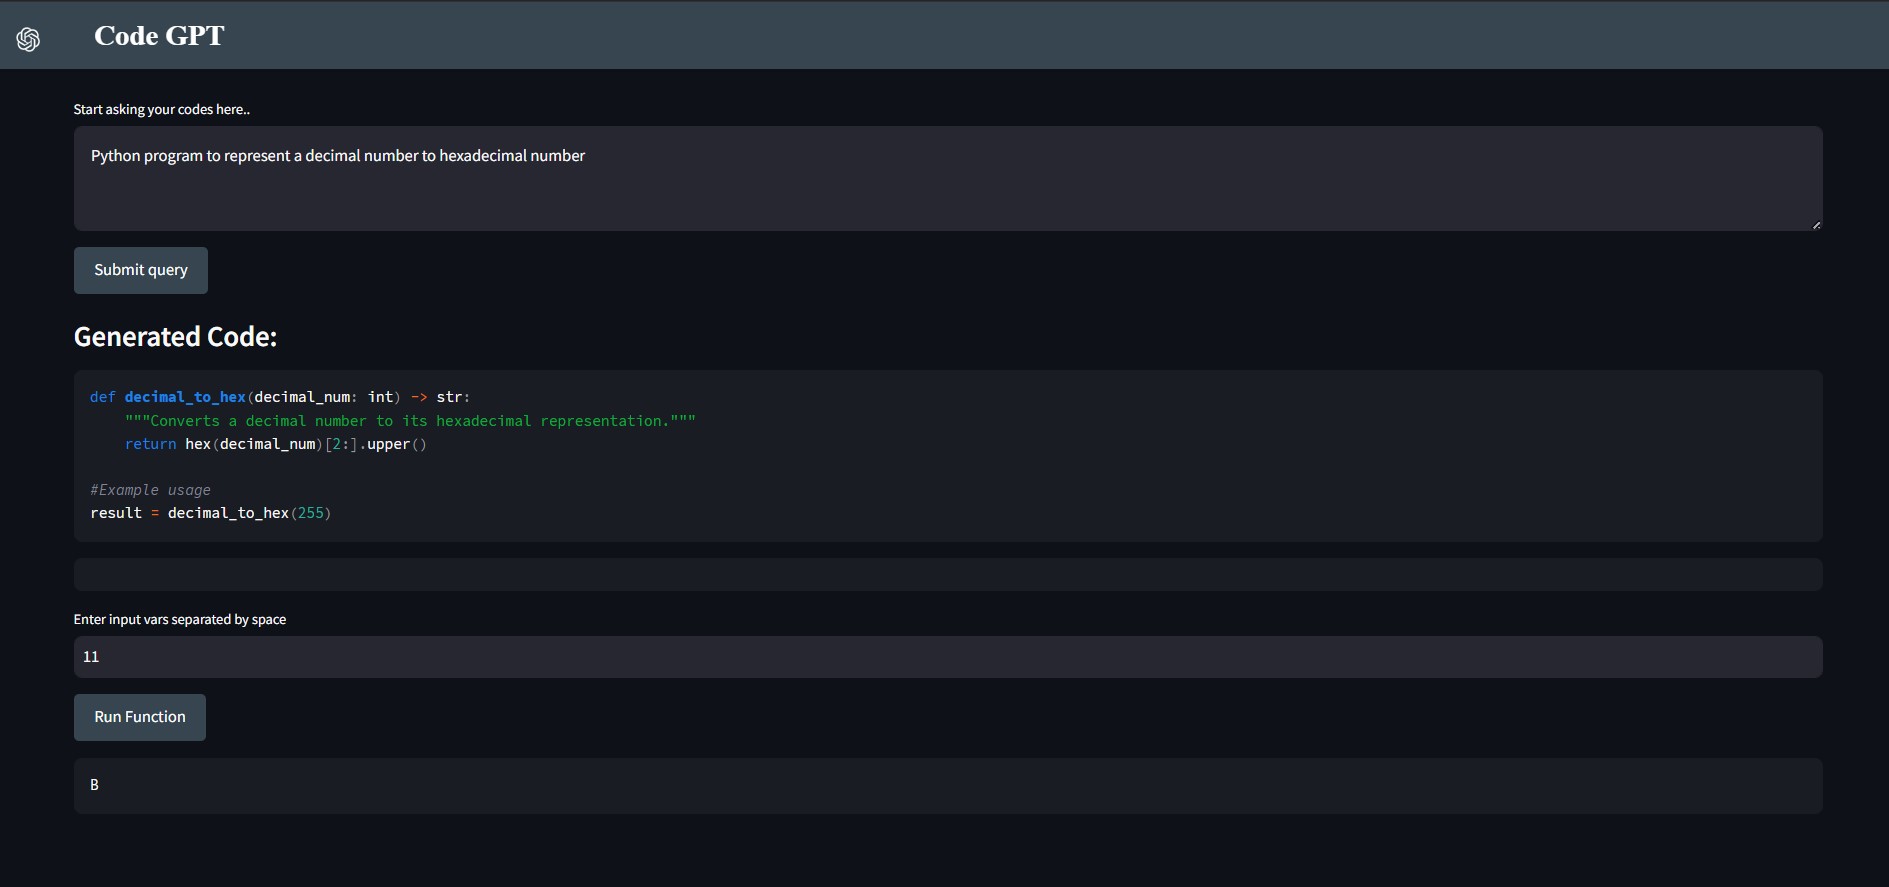 Code GPT
Start asking your codes here..
Python program to represent a decimal number to hexadecimal number
Submit query
Generated Code:
def decimal_to_hex(decimal_num: int) -> str:
    """Converts a decimal number to its hexadecimal representation."""
    return hex(decimal_num)[2:].upper()
#Example usage
result = decimal_to_hex(255)
Enter input vars separated by space
11
Run Function
B